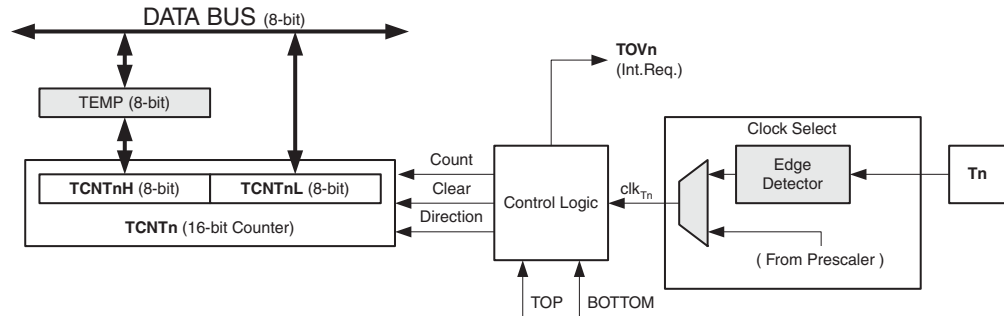 DATA BUS (8-bit)
TEMP (8-bit)
TCNTnH (8-bit)
TCNTnL (8-bit)
TCNTn (16-bit Counter)
Count
Clear
Direction
Control Logic
TOVn
(Int.Req.)
TOP
BOTTOM
clkTn
Clock Select
Edge
Detector
( From Prescaler )
Tn